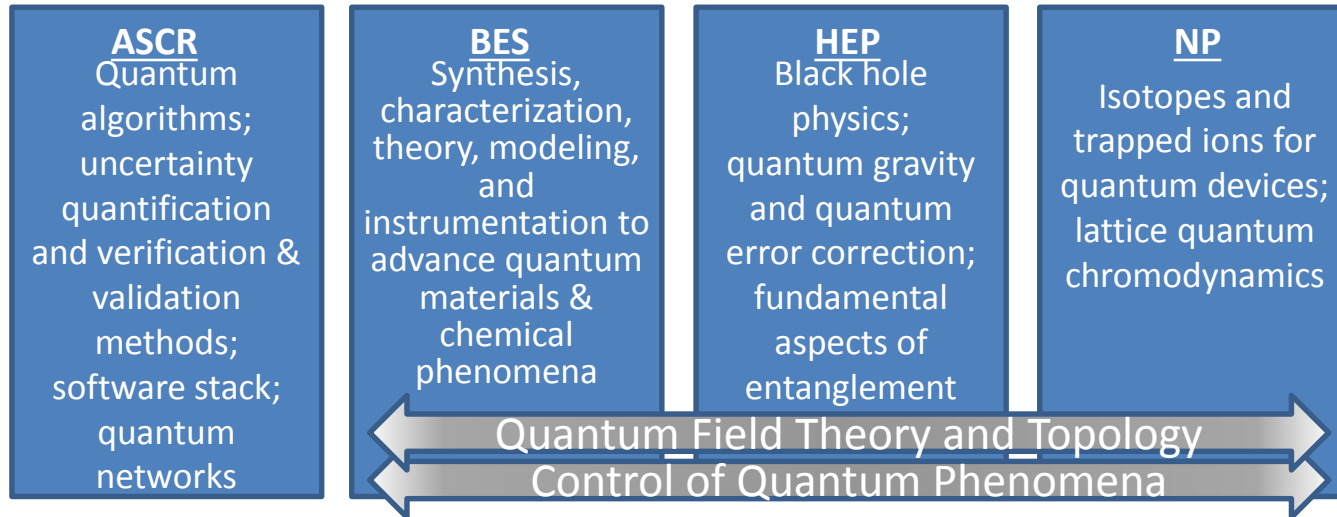 ASCR
Quantum
algorithms;
uncertainty
quantification
and verification &
validation
methods;
software stack;
quantum
networks
BES
Synthesis,
characterization,
theory, modeling,
and
instrumentation to
advance quantum
materials &
chemical
phenomena
HEP
Black hole
physics;
quantum gravity
and quantum
error correction;
fundamental
aspects of
entanglement
NP
Isotopes and
trapped ions for
quantum devices;
lattice quantum
chromodynamics
Quantum Field Theory and Topology
Control of Quantum Phenomena